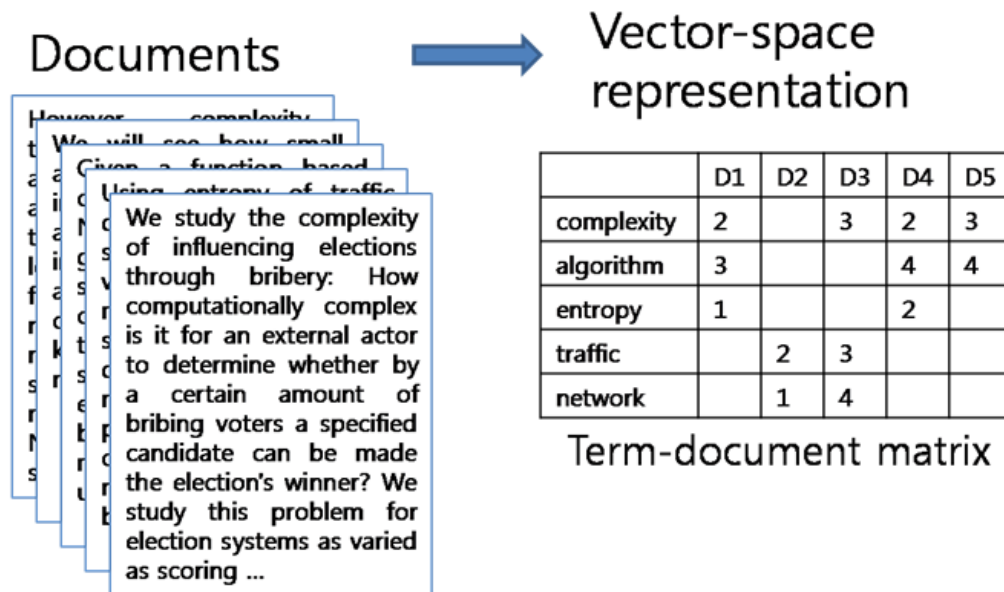 Documents
Vector-space
representation
However complexity
We will see how small
Given a function based
Using entropy of traffic
We study the complexity
of influencing elections
through bribery: How
computationally complex
is it for an external actor
to determine whether by
a certain amount of
bribing voters a specified
candidate can be made
the election's winner? We
study this problem for
election systems as varied
as scoring ...
D1 D2 D3 D4 D5
complexity 2 3 2 3
algorithm 3 4 4
entropy 1 2
traffic 2 3
network 1 4
Term-document matrix